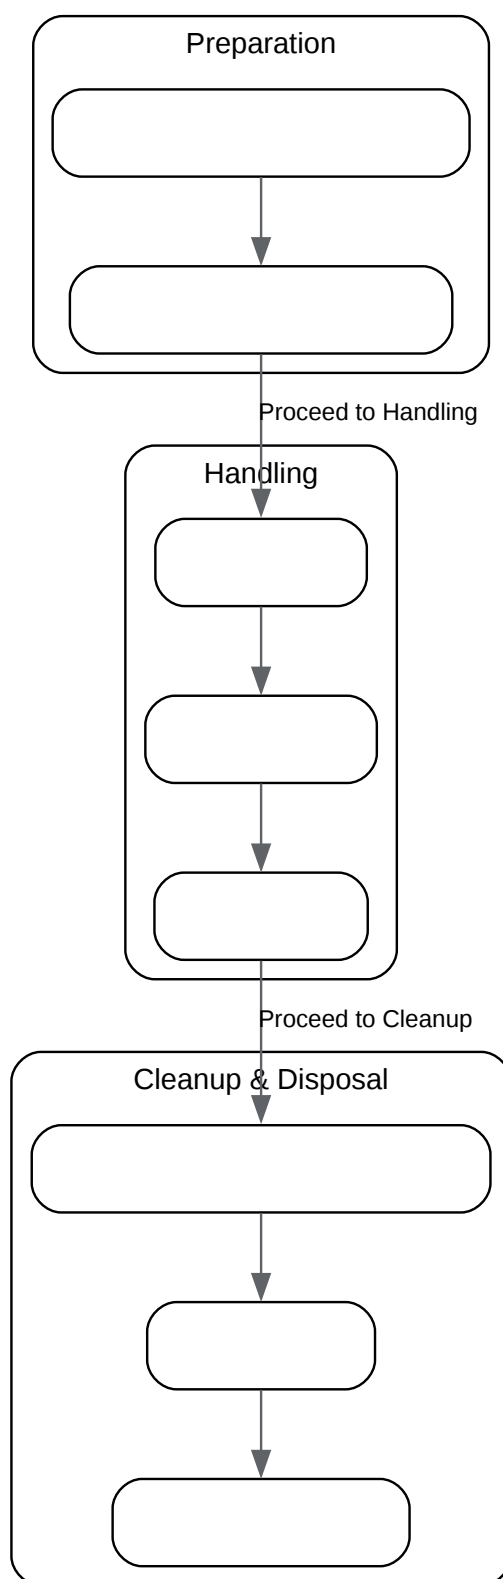 Preparation
Proceed to Handling
Handling
Proceed to Cleanup
Cleanup & Disposal